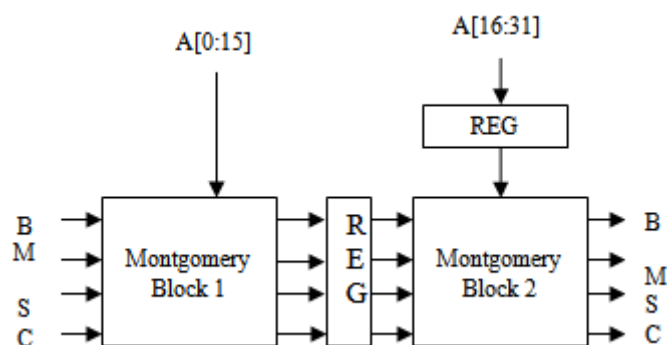 A[0:15]
A[16:31]
REG
B
M
S
C
Montgomery
Block 1
R
E
G
Montgomery
Block 2
B
M
S
C